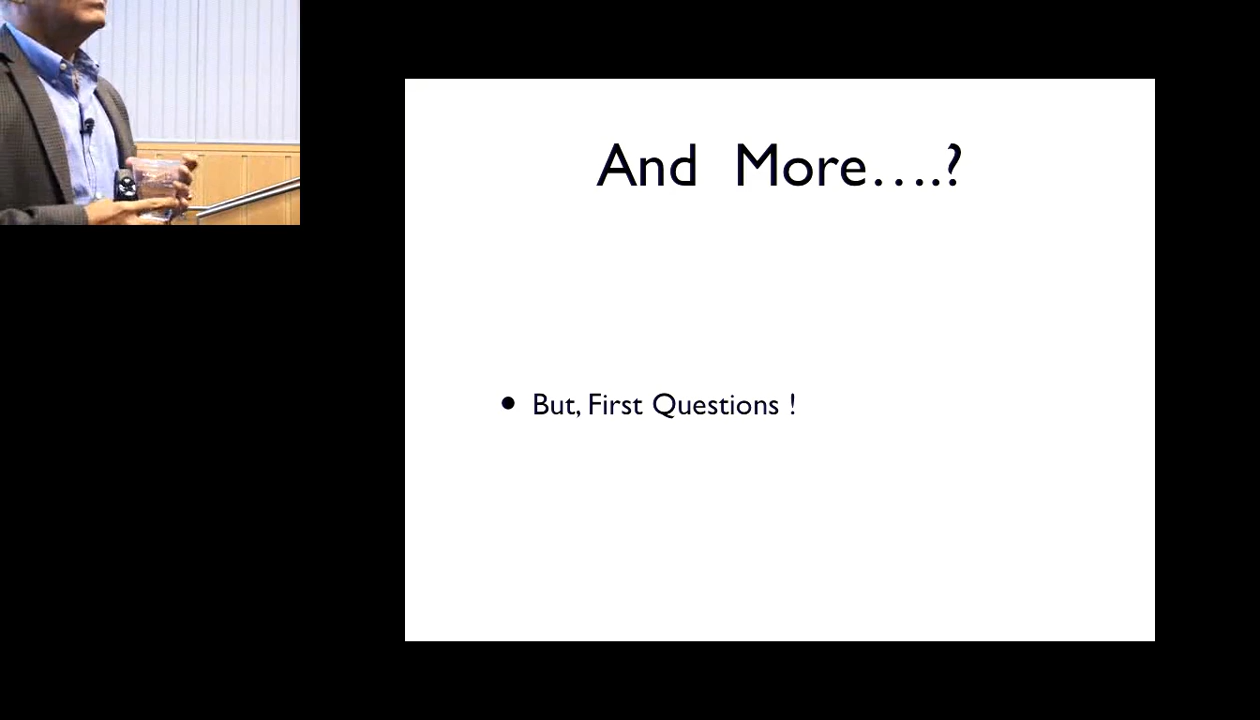 And More….?
• But, First Questions !